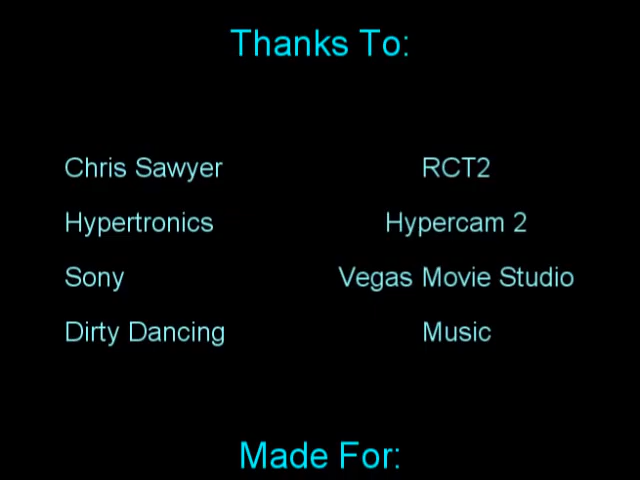 Thanks To:
Chris Sawyer RCT2
Hypertronics Hypercam 2
Sony Vegas Movie Studio
Dirty Dancing Music
Made For: